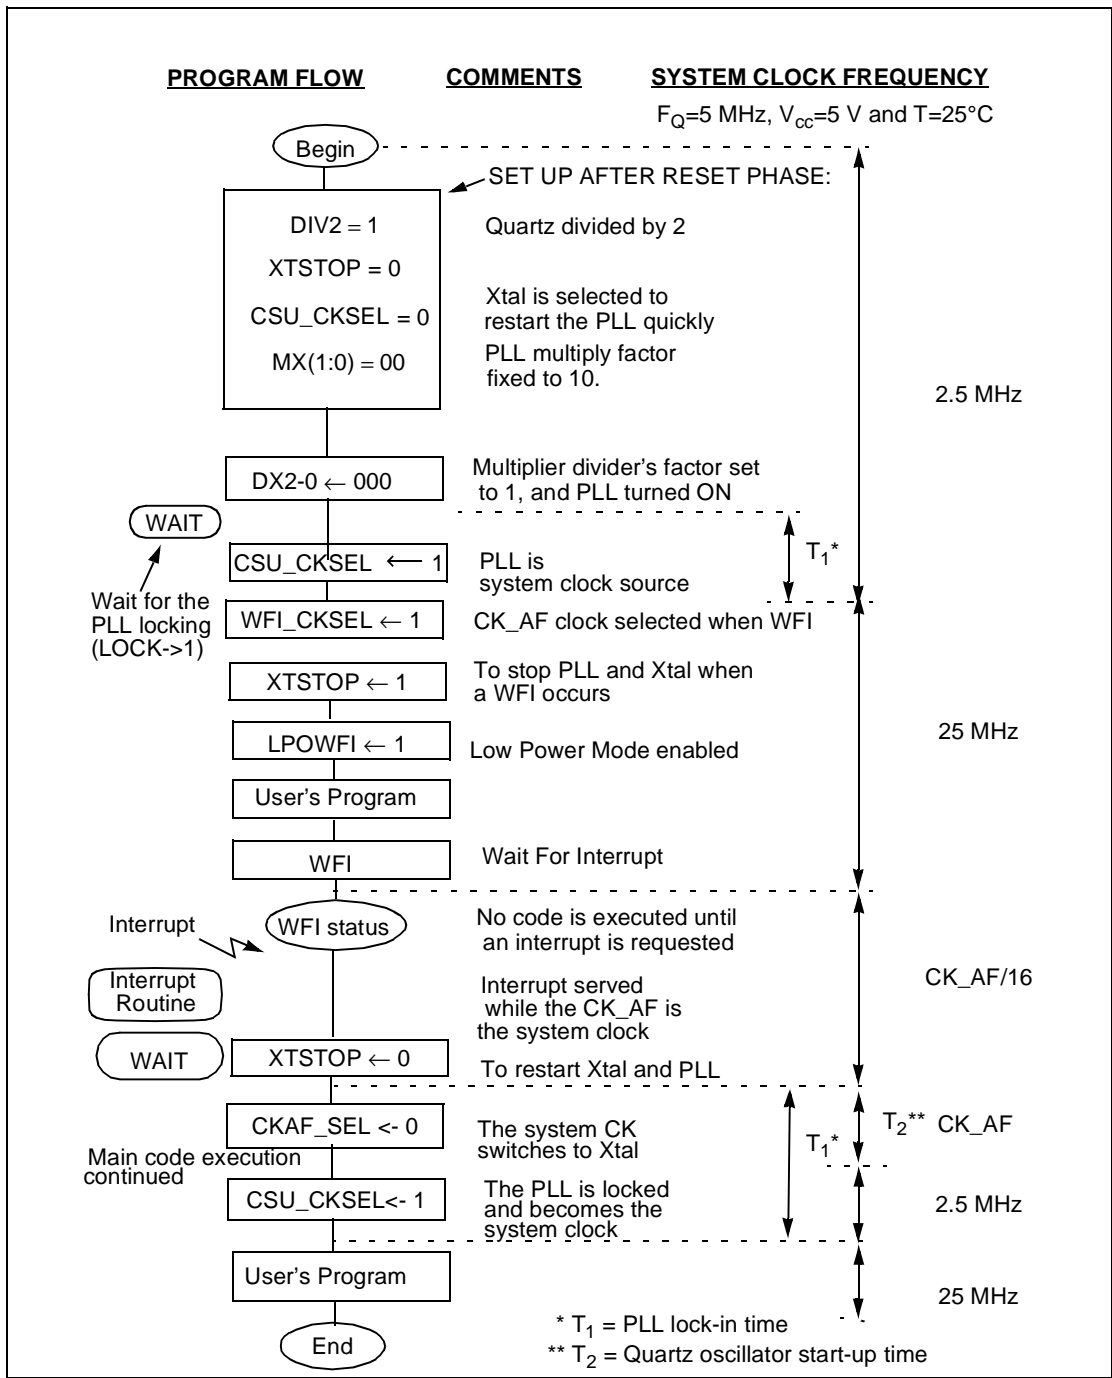 PROGRAM FLOW COMMENTS SYSTEM CLOCK FREQUENCY
F_Q=5 MHz, V_cc=5 V and T=25°C
Begin
SET UP AFTER RESET PHASE:
DIV2 = 1
Quartz divided by 2
XTSTOP = 0
CSU_CKSEL = 0
Xtal is selected to
restart the PLL quickly
MX(1:0) = 00
PLL multiply factor
fixed to 10.
2.5 MHz
DX2-0 ← 000
Multiplier divider's factor set
to 1, and PLL turned ON
WAIT
T_1*
CSU_CKSEL ← 1
PLL is
system clock source
Wait for the
PLL locking
(LOCK->1)
WFI_CKSEL ← 1
CK_AF clock selected when WFI
XTSTOP ← 1
To stop PLL and Xtal when
a WFI occurs
LPOWFI ← 1
Low Power Mode enabled
25 MHz
User's Program
WFI
Wait For Interrupt
WFI status
No code is executed until
an interrupt is requested
Interrupt
Interrupt
Routine
Interrupt served
while the CK_AF is
the system clock
CK_AF/16
WAIT
XTSTOP ← 0
To restart Xtal and PLL
CKAF_SEL <- 0
The system CK
switches to Xtal
T_1*
T_2** CK_AF
Main code execution
continued
CSU_CKSEL<- 1
The PLL is locked
and becomes the
system clock
2.5 MHz
User's Program
25 MHz
* T_1 = PLL lock-in time
End
** T_2 = Quartz oscillator start-up time